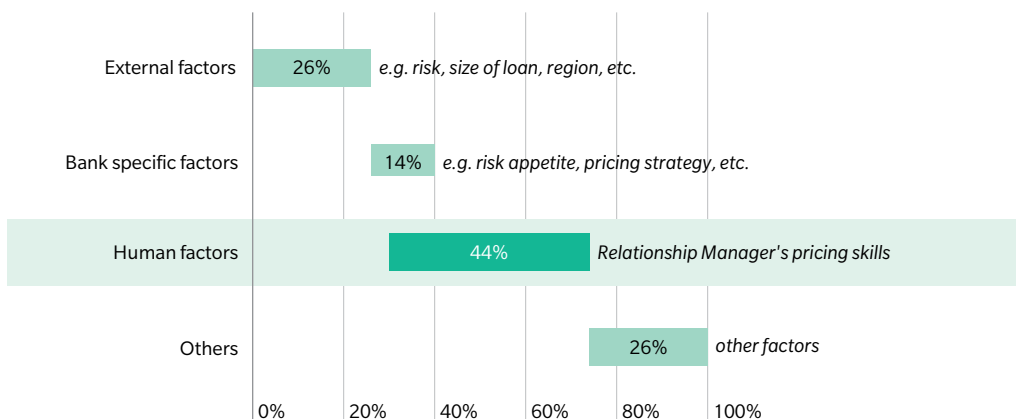 External factors 26% e.g. risk, size of loan, region, etc.
Bank specific factors 14% e.g. risk appetite, pricing strategy, etc.
Human factors 44% Relationship Manager's pricing skills
Others 26% other factors
0% 20% 40% 60% 80% 100%